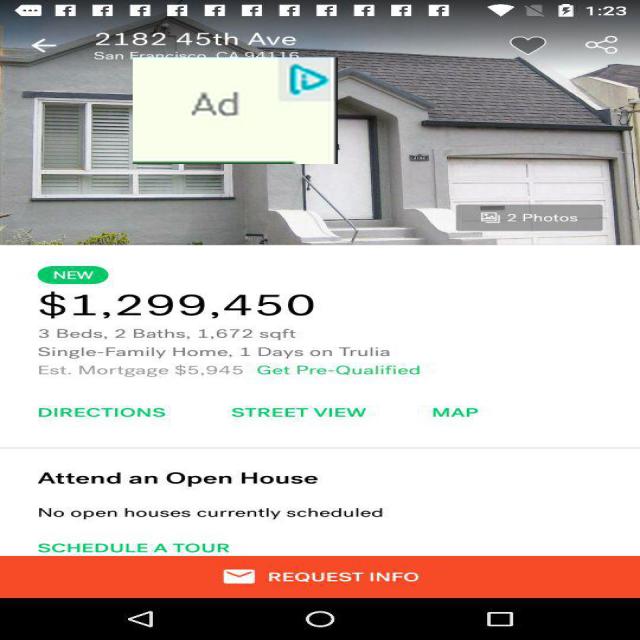 1:23
2182 45th Ave
San Francisco, CA 94116
Ad
2 Photos
NEW
$1,299,450
3 Beds, 2 Baths, 1,672 sqft
Single-Family Home, 1 Days on Trulia
Est. Mortgage $5,945 Get Pre-Qualified
DIRECTIONS STREET VIEW MAP
Attend an Open House
No open houses currently scheduled
SCHEDULE A TOUR
REQUEST INFO